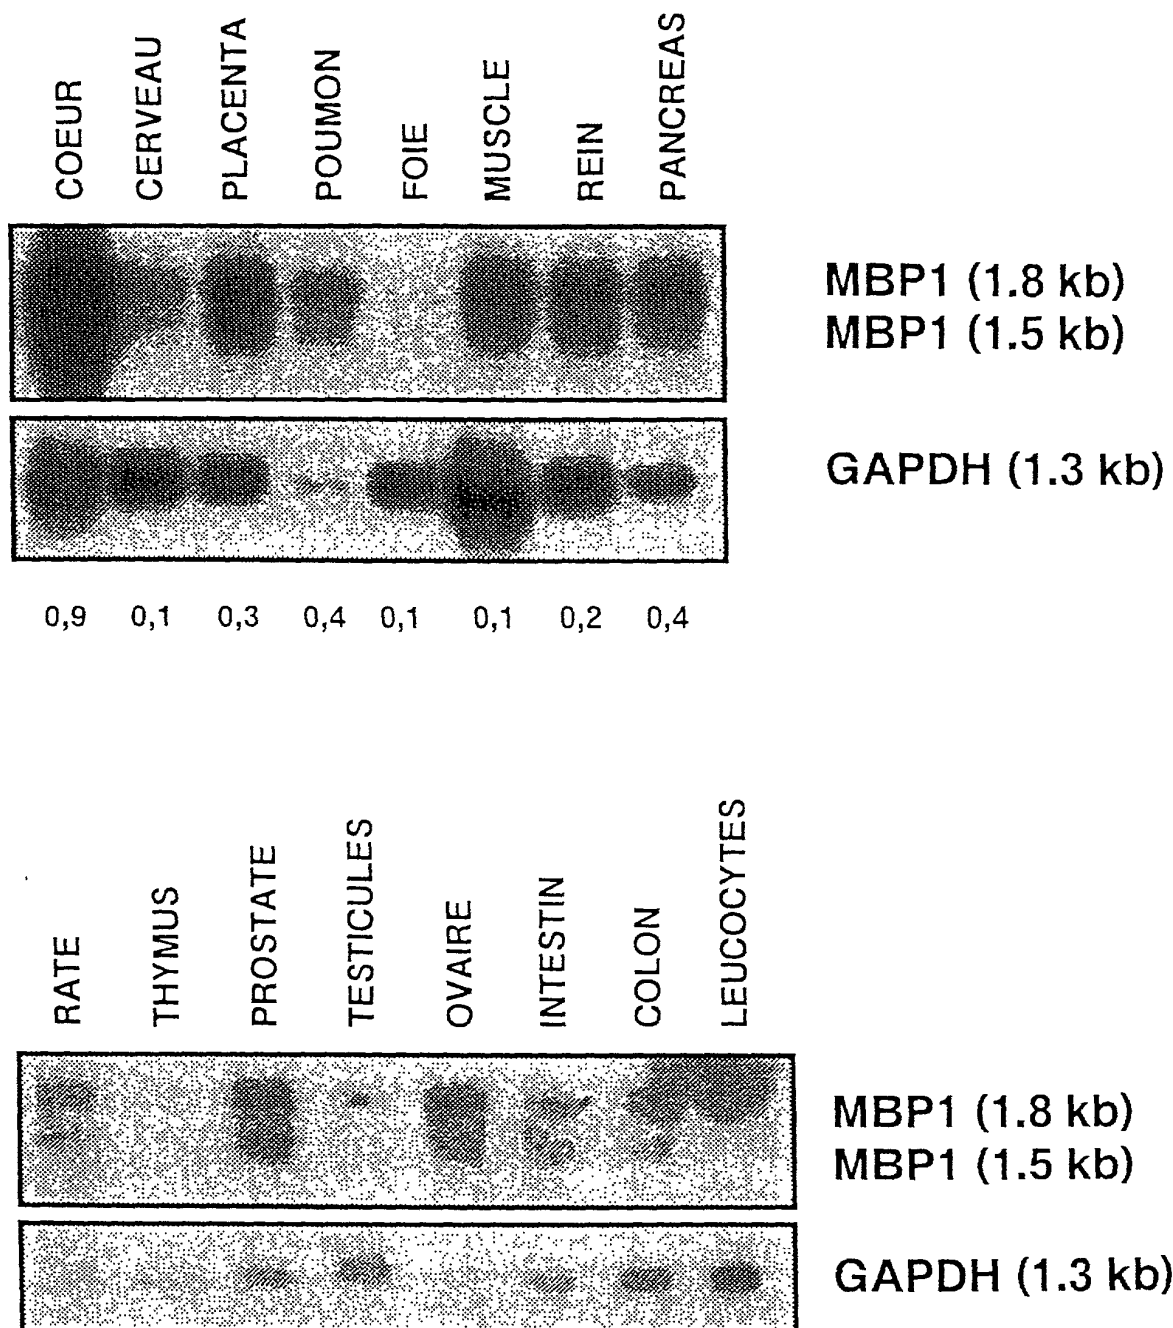 COEUR
CERVEAU
PLACENTA
POUMON
FOIE
MUSCLE
REIN
PANCREAS
MBP1 (1.8 kb)
MBP1 (1.5 kb)
GAPDH (1.3 kb)
0,9 0,1 0,3 0,4 0,1 0,1 0,2 0,4
RATE
THYMUS
PROSTATE
TESTICULES
OVAIRE
INTESTIN
COLON
LEUCOCYTES
MBP1 (1.8 kb)
MBP1 (1.5 kb)
GAPDH (1.3 kb)